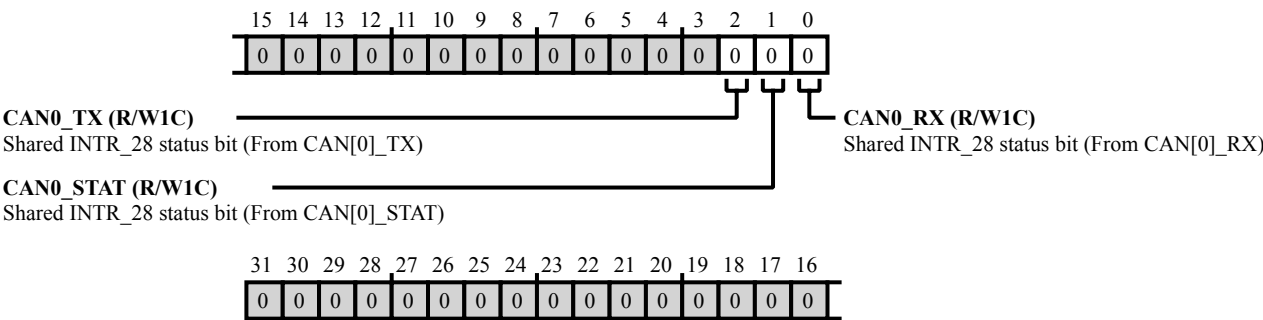 15 14 13 12 11 10 9 8 7 6 5 4 3 2 1 0
0 0 0 0 0 0 0 0 0 0 0 0 0 0 0 0
CAN0_TX (R/W1C)
Shared INTR_28 status bit (From CAN[0]_TX)
CAN0_RX (R/W1C)
Shared INTR_28 status bit (From CAN[0]_RX)
CAN0_STAT (R/W1C)
Shared INTR_28 status bit (From CAN[0]_STAT)
31 30 29 28 27 26 25 24 23 22 21 20 19 18 17 16
0 0 0 0 0 0 0 0 0 0 0 0 0 0 0 0